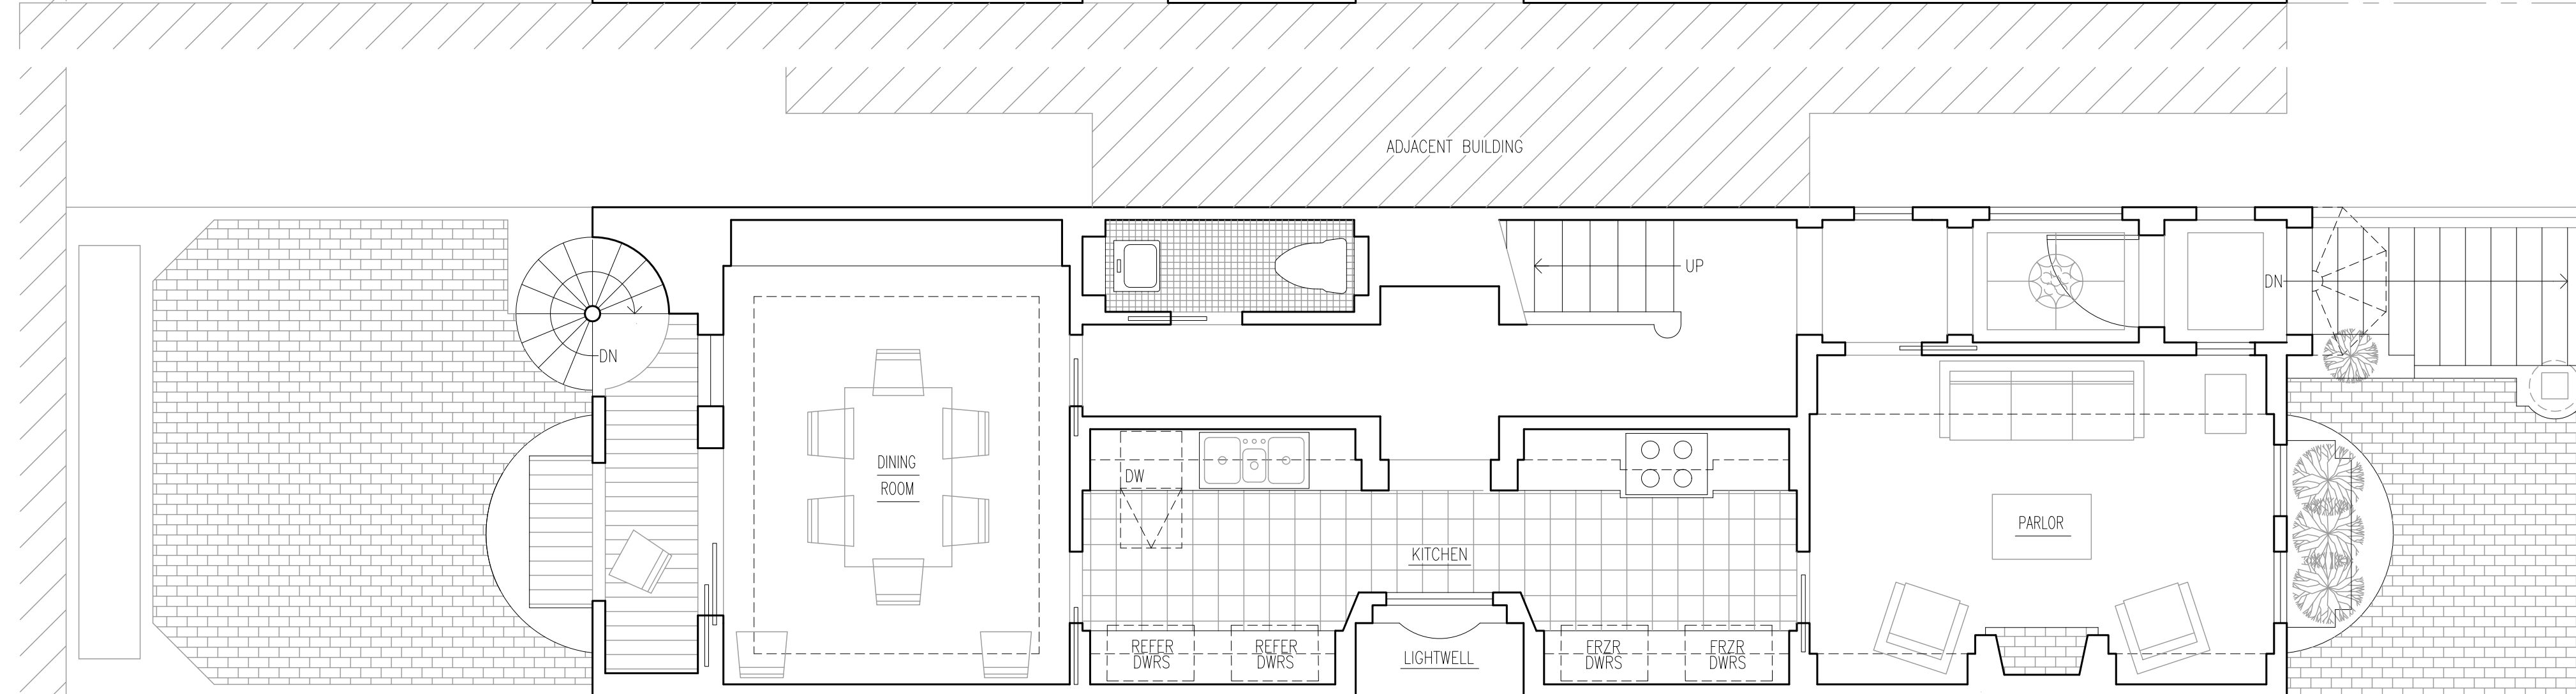 ADJACENT BUILDING
UP
DN
DN
DINING
ROOM
DW
PARLOR
KITCHEN
REFER
DWRS
REFER
DWRS
LIGHTWELL
FRZR
DWRS
FRZR
DWRS